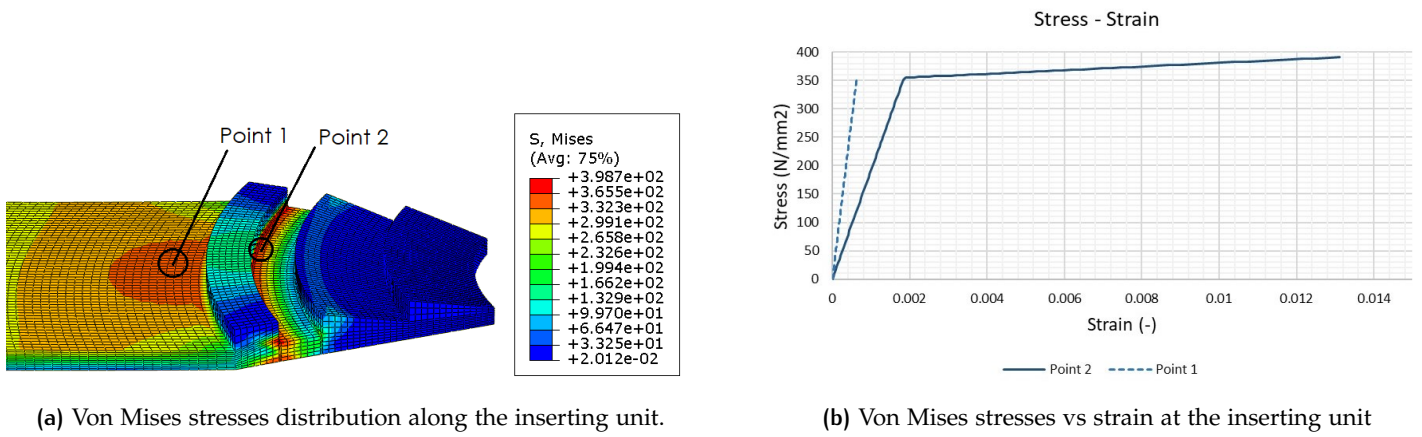 Point 1
Point 2
S, Mises
(Avg: 75%)
+3.987e+02
+3.655e+02
+3.323e+02
+2.991e+02
+2.658e+02
+2.326e+02
+1.994e+02
+1.662e+02
+1.329e+02
+9.970e+01
+6.647e+01
+3.325e+01
+2.012e-02
(a) Von Mises stresses distribution along the inserting unit.
Stress - Strain
Stress (N/mm2)
400
350
300
250
200
150
100
50
0
0 0.002 0.004 0.006 0.008 0.01 0.012 0.014
Strain (-)
Point 2 Point 1
(b) Von Mises stresses vs strain at the inserting unit